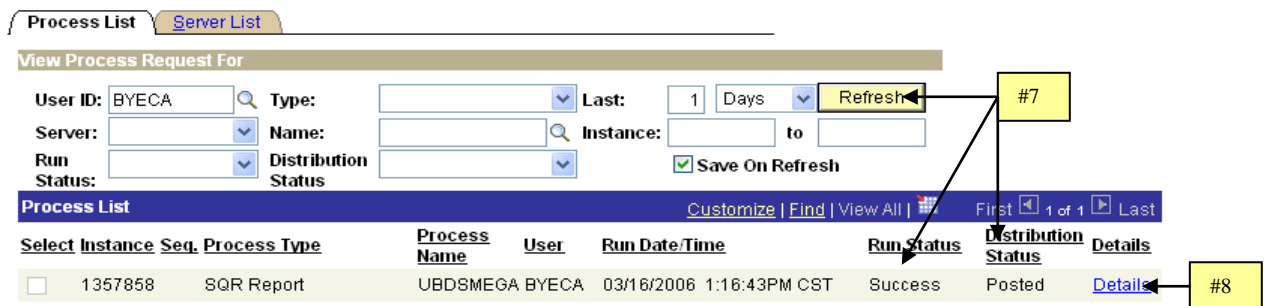 Process List Server List
View Process Request For
User ID: BYECA Type: Last: 1 Days Refresh #7
Server: Name: Instance: to
Run Status: Distribution Status Save On Refresh
Process List Customize | Find | View All | First 1 of 1 Last
Select Instance Seq. Process Type Process Name User Run Date/Time Run Status Distribution Status Details
1357858 SQR Report UBDSMEGA BYECA 03/16/2006 1:16:43PM CST Success Posted Details #8